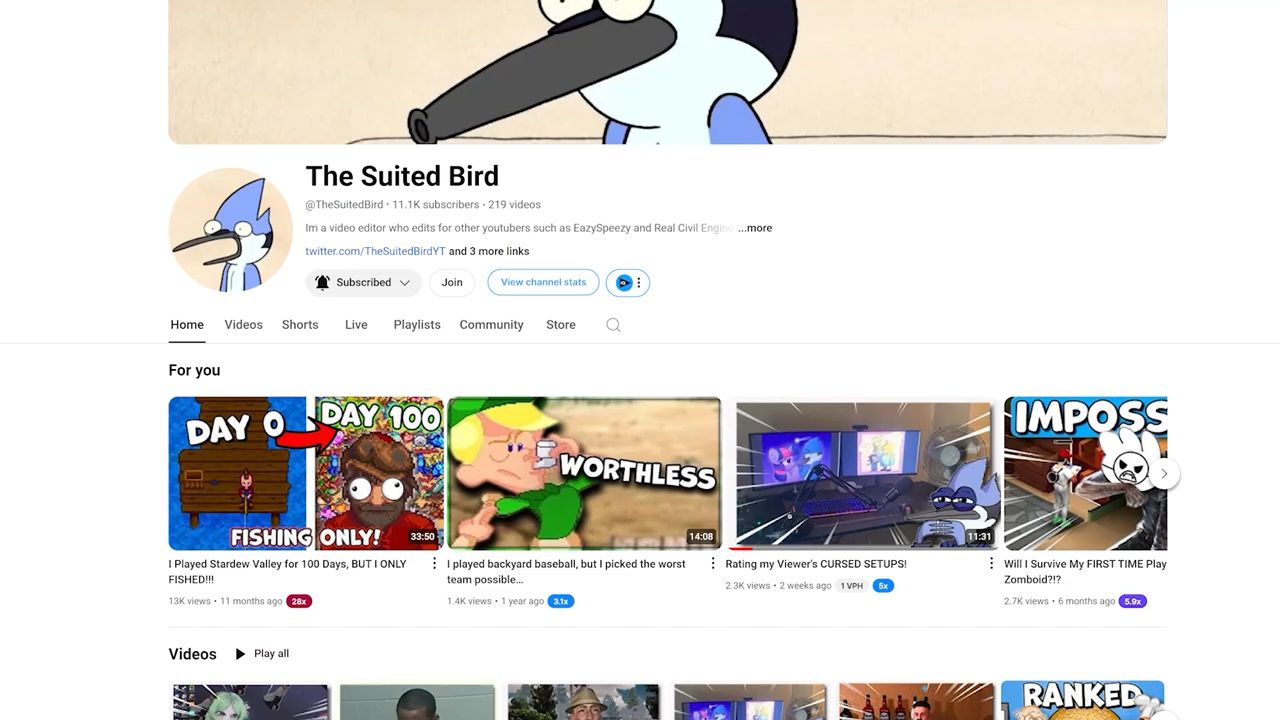 The Suited Bird
@TheSuitedBird · 11.1K subscribers · 219 videos
Im a video editor who edits for other youtubers such as EazySpeezy and Real Civil Engine ...more
twitter.com/TheSuitedBirdYT and 3 more links
Subscribed
Join
View channel stats
Home
Videos
Shorts
Live
Playlists
Community
Store
For you
DAY 0
DAY 100
FISHING ONLY!
33:50
WORTHLESS
14:08
11:31
IMPOSS
I Played Stardew Valley for 100 Days, BUT I ONLY
FISHED!!!
13K views · 11 months ago 28x
I played backyard baseball, but I picked the worst
team possible...
1.4K views · 1 year ago 3.1x
Rating my Viewer's CURSED SETUPS!
2.3K views · 2 weeks ago 1 VPH 5x
Will I Survive My FIRST TIME Play
Zomboid?!?
2.7K views · 6 months ago 5.9x
Videos
Play all
RANKED